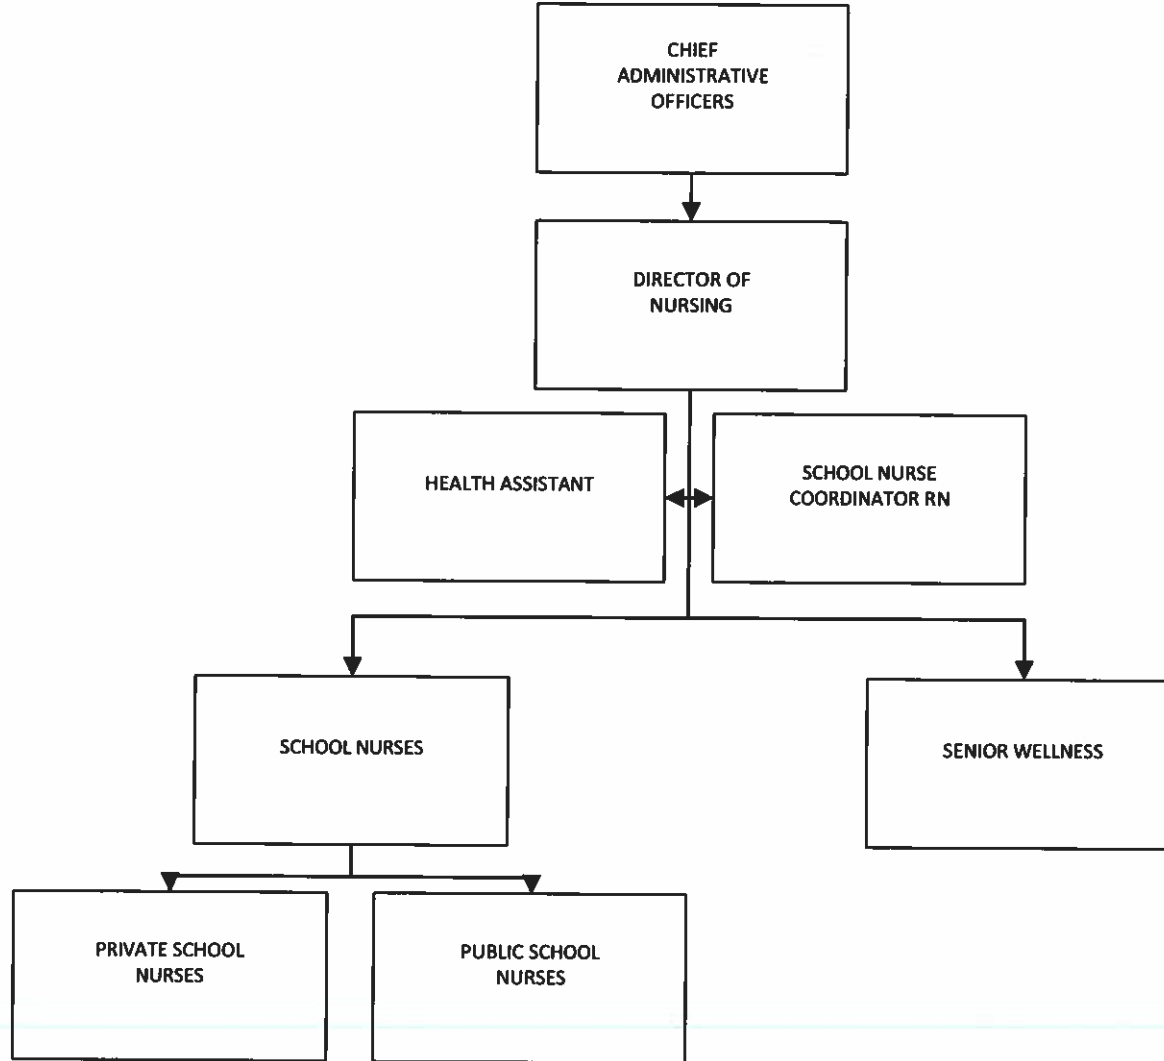 CHIEF
ADMINISTRATIVE
OFFICERS
DIRECTOR OF
NURSING
HEALTH ASSISTANT
SCHOOL NURSE
COORDINATOR RN
SCHOOL NURSES
SENIOR WELLNESS
PRIVATE SCHOOL
NURSES
PUBLIC SCHOOL
NURSES